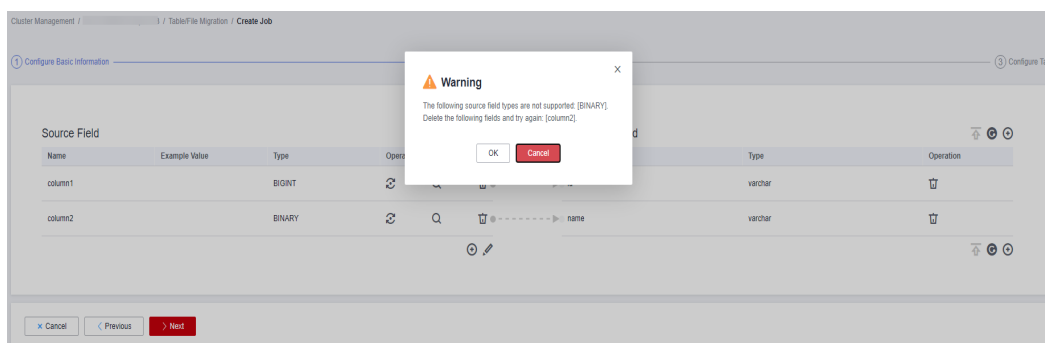 Cluster Management / / Table/File Migration / Create Job
1 Configure Basic Information
3 Configure Ta
Warning
The following source field types are not supported: [BINARY].
Delete the following fields and try again: [column2].
OK Cancel
Source Field
Name Example Value Type Opera Type Operation
column1 BIGINT varchar
column2 BINARY name varchar
× Cancel < Previous > Next